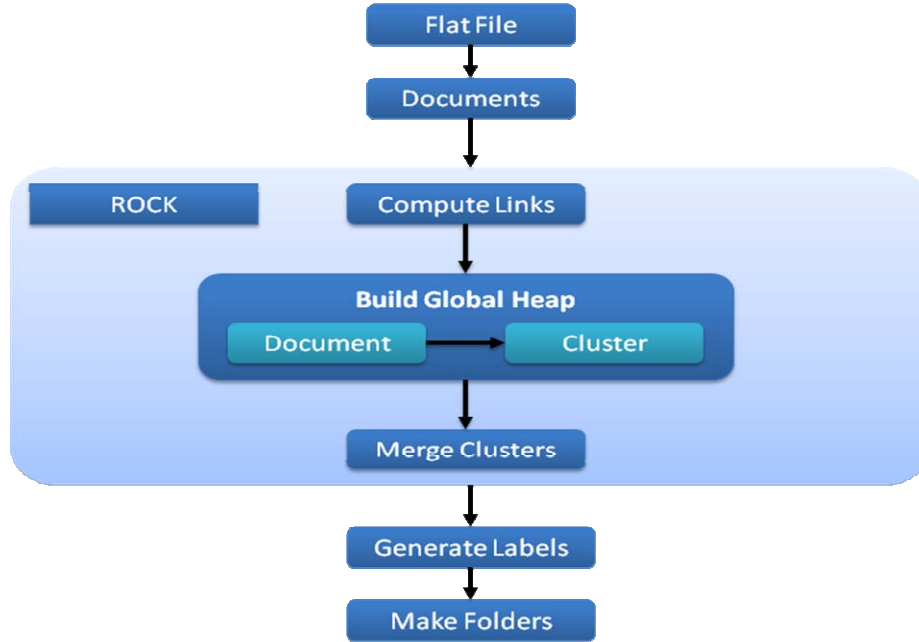 Flat File
Documents
ROCK
Compute Links
Build Global Heap
Document
Cluster
Merge Clusters
Generate Labels
Make Folders